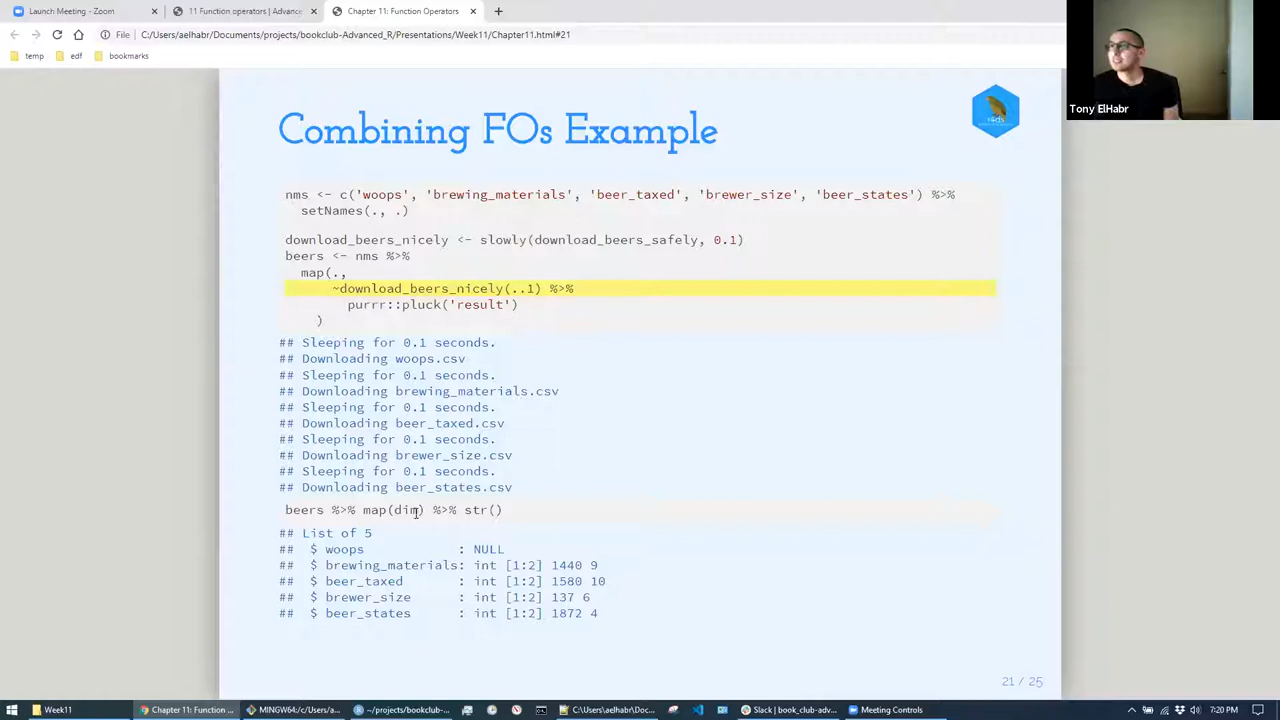 Launch Meeting - Zoom
11 Function operators | Advanc
Chapter 11: Function Operators
File
C:/Users/aelhabr/Documents/projects/bookclub-Advanced_R/Presentations/Week11/Chapter11.html#21
temp
edf
bookmarks
Tony ElHabr
r4ds
Combining FOs Example
nms <- c('woops', 'brewing_materials', 'beer_taxed', 'brewer_size', 'beer_states') %>%
setNames(., .)
download_beers_nicely <- slowly(download_beers_safely, 0.1)
beers <- nms %>%
map(.,
~download_beers_nicely(..1) %>%
purrr::pluck('result')
)
## Sleeping for 0.1 seconds.
## Downloading woops.csv
## Sleeping for 0.1 seconds.
## Downloading brewing_materials.csv
## Sleeping for 0.1 seconds.
## Downloading beer_taxed.csv
## Sleeping for 0.1 seconds.
## Downloading brewer_size.csv
## Sleeping for 0.1 seconds.
## Downloading beer_states.csv
beers %>% map(dim) %>% str()
## List of 5
## $ woops : NULL
## $ brewing_materials: int [1:2] 1440 9
## $ beer_taxed : int [1:2] 1580 10
## $ brewer_size : int [1:2] 137 6
## $ beer_states : int [1:2] 1872 4
21 / 25
Week11
Chapter 11: Function ...
MINGW64:/c/Users/a...
~/projects/bookclub-...
C:\Users\aelhabr\Doc...
Slack | book_club-adv...
Meeting Controls
7:20 PM